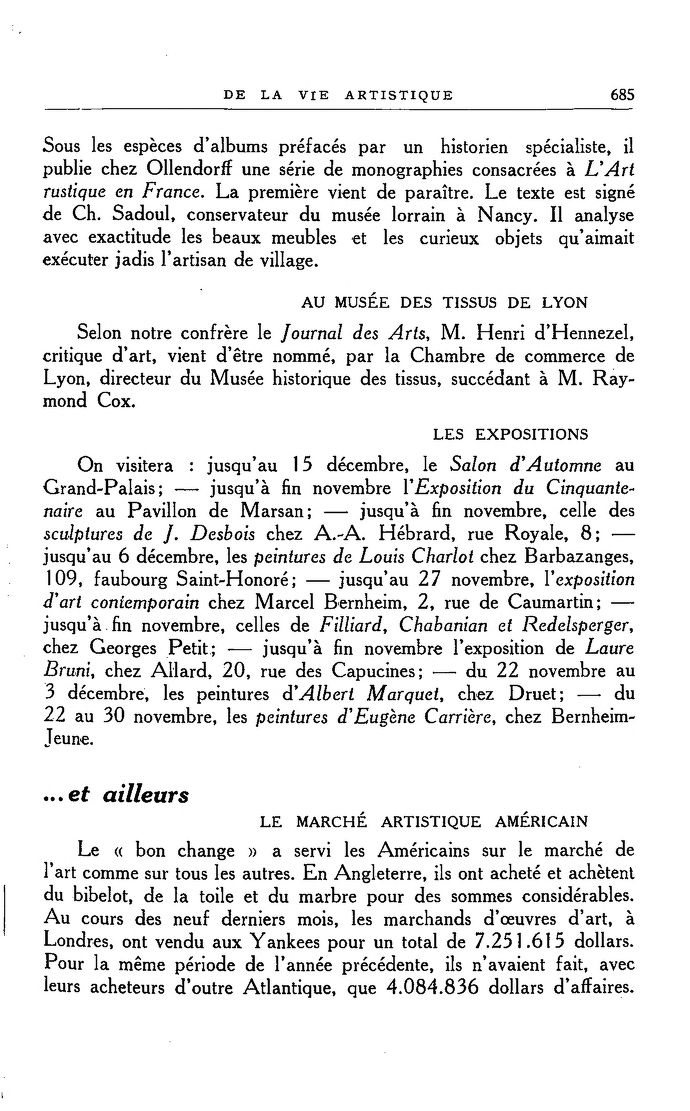 DE LA VIE ARTISTIQUE 685
Sous les espèces d'albums préfacés par un historien spécialiste, il
publie chez Ollendorff une série de monographies consacrées à L'Art
rustique en France. La première vient de paraître. Le texte est signé
de Ch. Sadoul, conservateur du musée lorrain à Nancy. Il analyse
avec exactitude les beaux meubles et les curieux objets qu'aimait
exécuter jadis l'artisan de village.
AU MUSÉE DES TISSUS DE LYON
Selon notre confrère le Journal des Arts, M. Henri d'Hennezel,
critique d'art, vient d'être nommé, par la Chambre de commerce de
Lyon, directeur du Musée historique des tissus, succédant à M. Ray-
mond Cox.
LES EXPOSITIONS
On visitera : jusqu'au 15 décembre, le Salon d'Automne au
Grand-Palais; — jusqu'à fin novembre l'Exposition du Cinquante-
naire au Pavillon de Marsan; — jusqu'à fin novembre, celle des
sculptures de J. Desbois chez A.-A. Hébrard, rue Royale, 8; —
jusqu'au 6 décembre, les peintures de Louis Charlot chez Barbazanges,
109, faubourg Saint-Honoré; — jusqu'au 27 novembre, l'exposition
d'art contemporain chez Marcel Bernheim, 2, rue de Caumartin; —
jusqu'à fin novembre, celles de Filliard, Chabanian et Redelsperger,
chez Georges Petit; — jusqu'à fin novembre l'exposition de Laure
Bruni, chez Allard, 20, rue des Capucines; — du 22 novembre au
3 décembre, les peintures d'Albert Marquet, chez Druet; — du
22 au 30 novembre, les peintures d'Eugène Carrière, chez Bernheim-
Jeune.
...et ailleurs
LE MARCHÉ ARTISTIQUE AMÉRICAIN
Le « bon change » a servi les Américains sur le marché de
l'art comme sur tous les autres. En Angleterre, ils ont acheté et achètent
du bibelot, de la toile et du marbre pour des sommes considérables.
Au cours des neuf derniers mois, les marchands d'œuvres d'art, à
Londres, ont vendu aux Yankees pour un total de 7.251.615 dollars.
Pour la même période de l'année précédente, ils n'avaient fait, avec
leurs acheteurs d'outre Atlantique, que 4.084.836 dollars d'affaires.